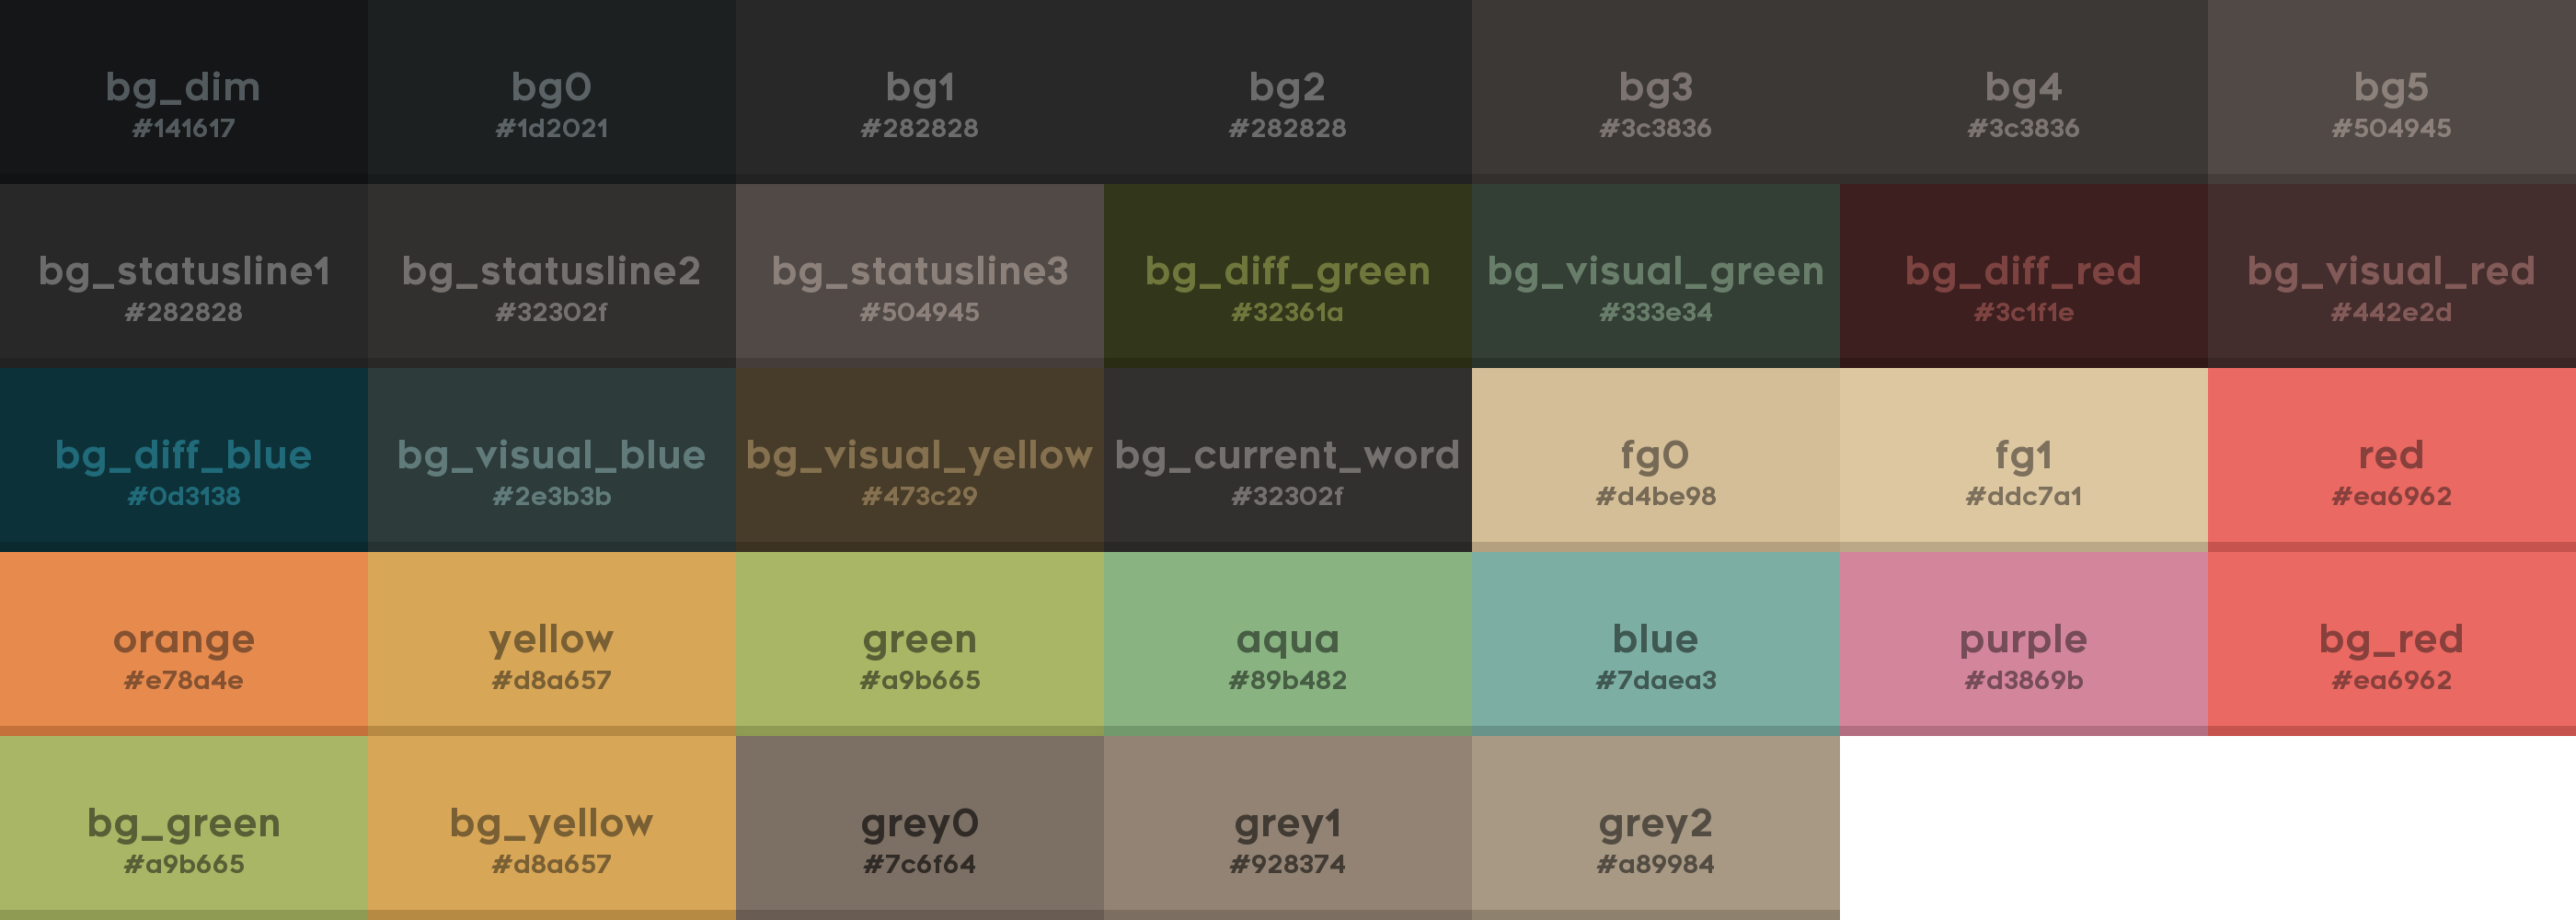 bg_dim
#141617
bg0
#1d2021
bg1
#282828
bg2
#282828
bg3
#3c3836
bg4
#3c3836
bg5
#504945
bg_statusline1
#282828
bg_statusline2
#32302f
bg_statusline3
#504945
bg_diff_green
#32361a
bg_visual_green
#333e34
bg_diff_red
#3c1f1e
bg_visual_red
#442e2d
bg_diff_blue
#0d3138
bg_visual_blue
#2e3b3b
bg_visual_yellow
#473c29
bg_current_word
#32302f
fg0
#d4be98
fg1
#ddc7a1
red
#ea6962
orange
#e78a4e
yellow
#d8a657
green
#a9b665
aqua
#89b482
blue
#7daea3
purple
#d3869b
bg_red
#ea6962
bg_green
#a9b665
bg_yellow
#d8a657
grey0
#7c6f64
grey1
#928374
grey2
#a89984